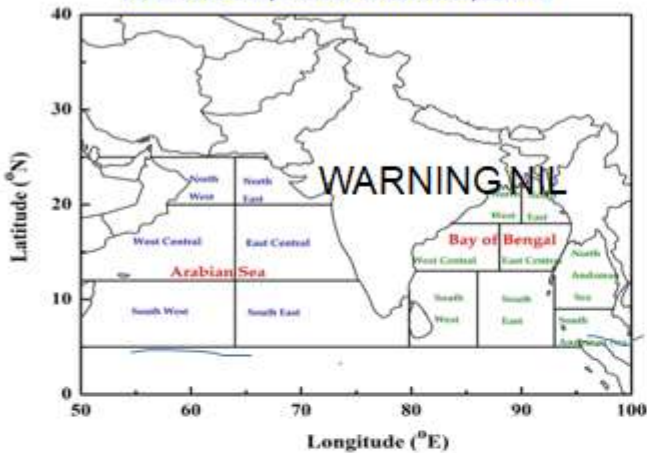 40
30
20
10
0
50
60
70
80
90
100
Latitude (°N)
Longitude (°E)
WARNING NIL
North
West
North
East
West Central
East Central
Arabian Sea
South West
South East
West
East
Bay of Bengal
West Central
East Central
South
West
South
East
North
Andaman
Sea
South